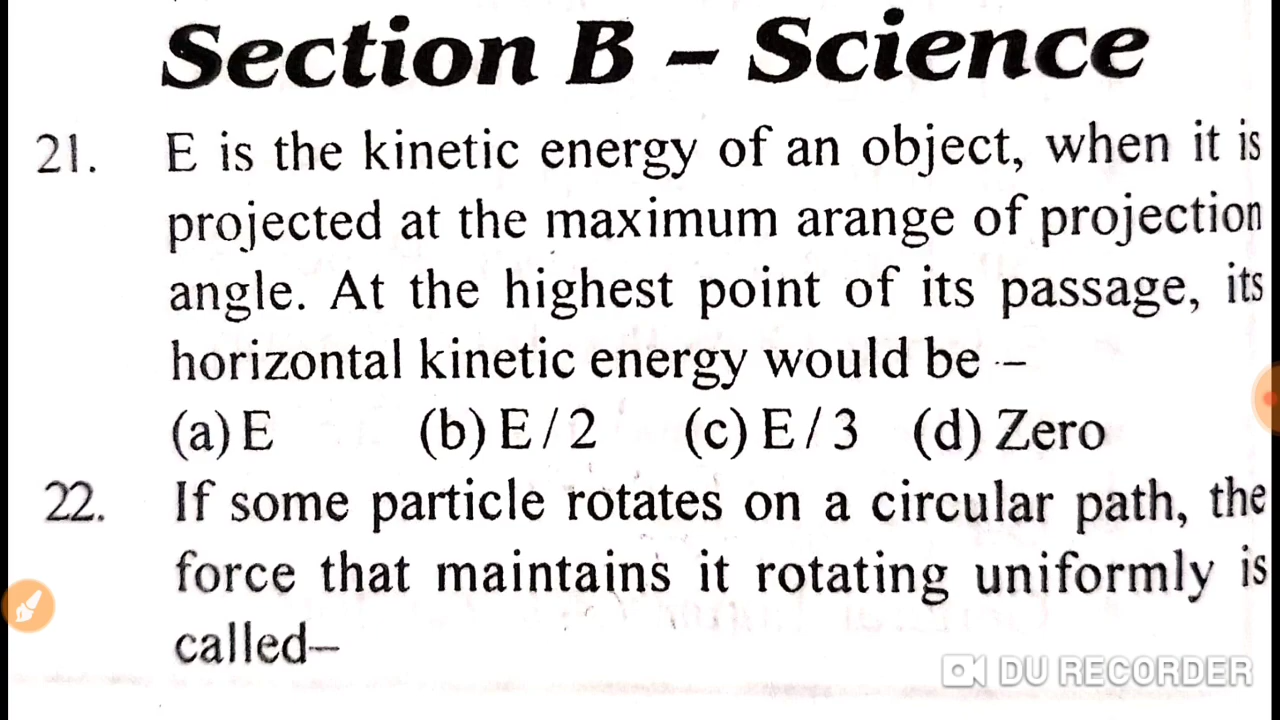 Section B – Science
21. E is the kinetic energy of an object, when it is
projected at the maximum arange of projection
angle. At the highest point of its passage, its
horizontal kinetic energy would be –
(a) E (b) E / 2 (c) E / 3 (d) Zero
22. If some particle rotates on a circular path, the
force that maintains it rotating uniformly is
called–
DU RECORDER